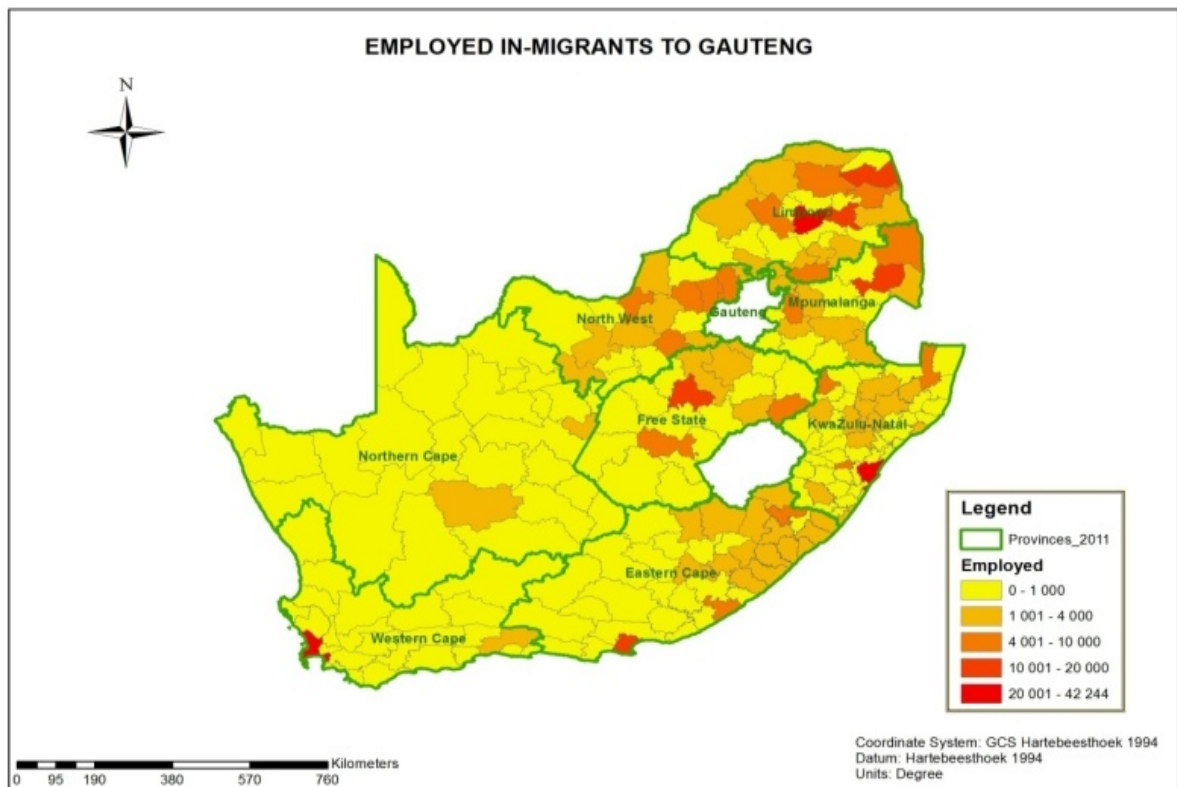 EMPLOYED IN-MIGRANTS TO GAUTENG
N
Limpopo
Mpumalanga
Gauteng
North West
Free State
KwaZulu-Natal
Northern Cape
Eastern Cape
Western Cape
Legend
Provinces_2011
Employed
0 - 1 000
1 001 - 4 000
4 001 - 10 000
10 001 - 20 000
20 001 - 42 244
Kilometers
0 95 190 380 570 760
Coordinate System: GCS Hartebeesthoek 1994
Datum: Hartebeesthoek 1994
Units: Degree